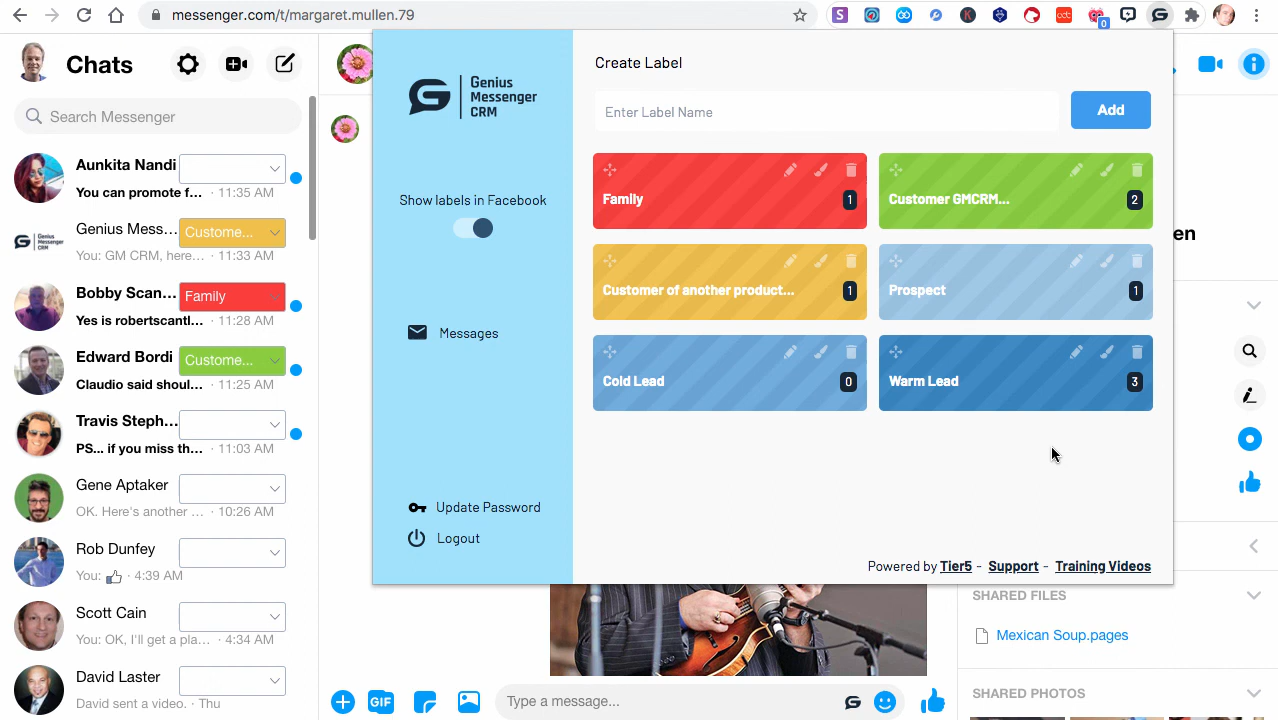 messenger.com/t/margaret.mullen.79
0
Chats
Search Messenger
Aunkita Nandi
You can promote f... · 11:35 AM
Genius Mess... Custome...
You: GM CRM, here... · 11:33 AM
Bobby Scan... Family
Yes is robertscantl... · 11:28 AM
Edward Bordi Custome...
Claudio said shoul... · 11:25 AM
Travis Steph...
PS... if you miss th... · 11:03 AM
Gene Aptaker
OK. Here's another ... · 10:26 AM
Rob Dunfey
You: · 4:39 AM
Scott Cain
You: OK, I'll get a pla... · 4:34 AM
David Laster
David sent a video. · Thu
Genius
Messenger
CRM
Show labels in Facebook
Messages
Update Password
Logout
Create Label
Enter Label Name
Add
Family 1
Customer GMCRM... 2
Customer of another product... 1
Prospect 1
Cold Lead 0
Warm Lead 3
Powered by Tier5 - Support - Training Videos
en
SHARED FILES
Mexican Soup.pages
SHARED PHOTOS
GIF
Type a message...